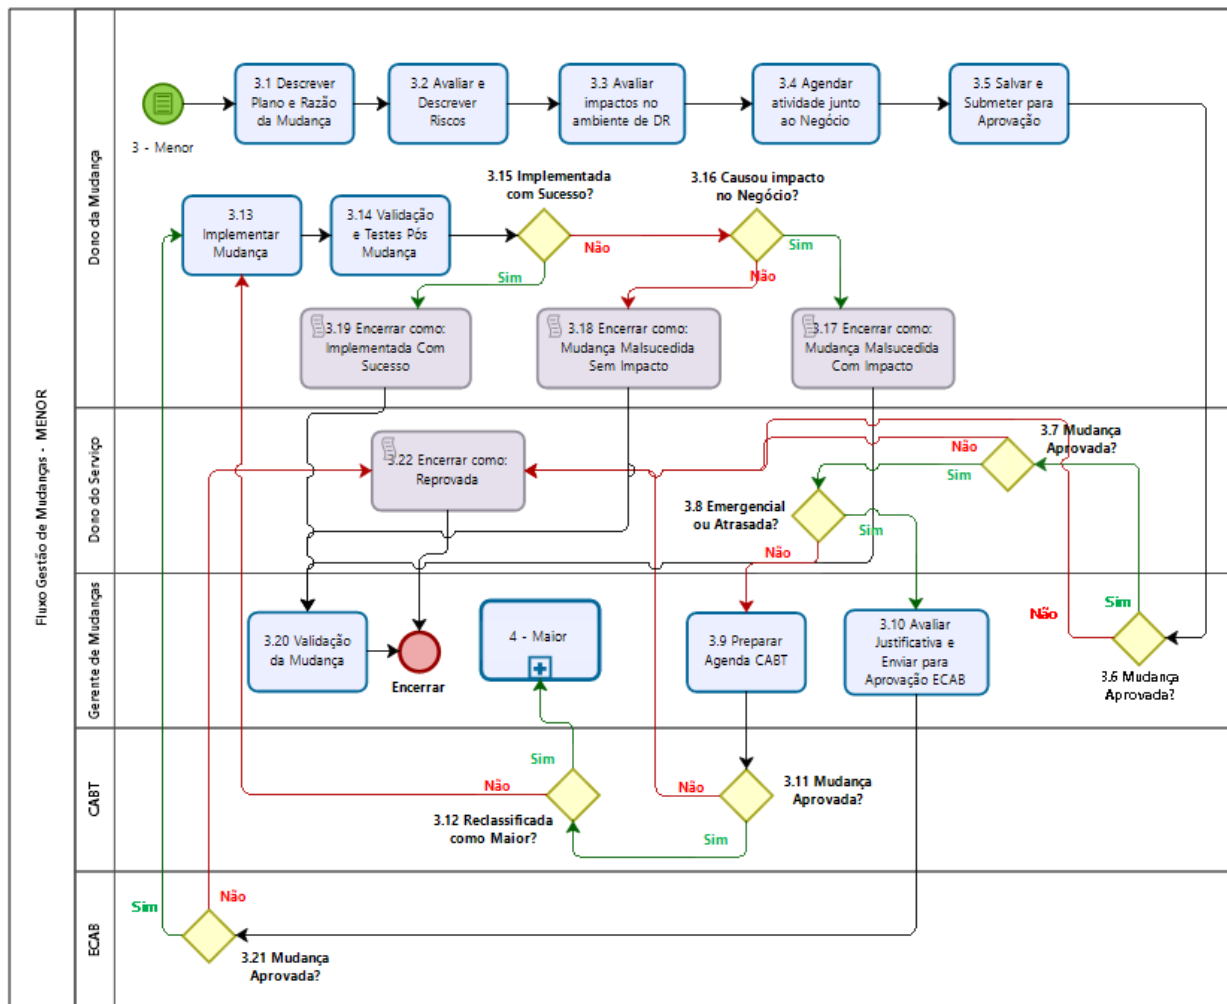 Fluxo Gestão de Mudanças - MENOR
Dono da Mudança
3 - Menor
3.1 Descrever
Plano e Razão
da Mudança
3.2 Avaliar e
Descrever
Riscos
3.3 Avaliar
impactos no
ambiente de DR
3.4 Agendar
atividade junto
ao Negócio
3.5 Salvar e
Submeter para
Aprovação
3.13
Implementar
Mudança
3.14 Validação
e Testes Pós
Mudança
3.15 Implementada
com Sucesso?
Não
Sim
3.16 Causou impacto
no Negócio?
Sim
Não
3.19 Encerrar como:
Implementada Com
Sucesso
3.18 Encerrar como:
Mudança Malsucedida
Sem Impacto
3.17 Encerrar como:
Mudança Malsucedida
Com Impacto
Dono do Serviço
3.22 Encerrar como:
Reprovada
3.7 Mudança
Aprovada?
Não
Sim
3.8 Emergencial
ou Atrasada?
Sim
Não
Gerente de Mudanças
3.20 Validação
da Mudança
Encerrar
4 - Maior
3.9 Preparar
Agenda CABT
3.10 Avaliar
Justificativa e
Enviar para
Aprovação ECAB
Não
Sim
3.6 Mudança
Aprovada?
CABT
Sim
Não
3.12 Reclassificada
como Maior?
Não
3.11 Mudança
Aprovada?
Sim
ECAB
Sim
Não
3.21 Mudança
Aprovada?